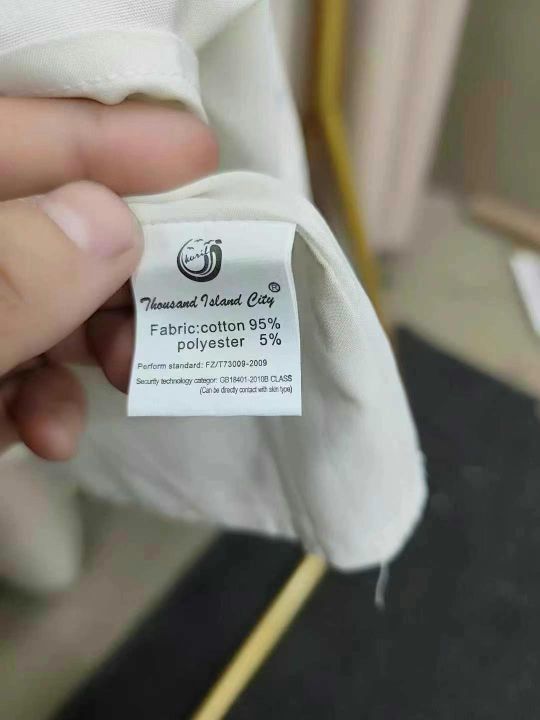 Thousand Island City ®
Fabric:cotton 95%
polyester 5%
Perform standard: FZ/T73009-2009
Security technology categor: GB18401-2010B CLASS
(Can be directly contact with skin type)